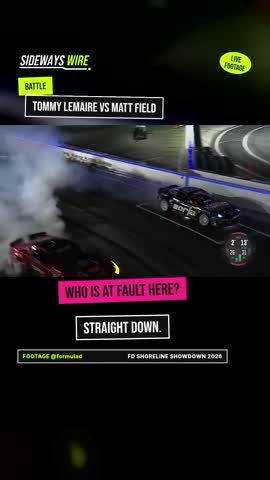 SIDEWAYS WIRE.
LIVE
FOOTAGE
BATTLE
TOMMY LEMAIRE VS MATT FIELD
WHO IS AT FAULT HERE?
STRAIGHT DOWN.
FOOTAGE @formulad
FD SHORELINE SHOWDOWN 2026